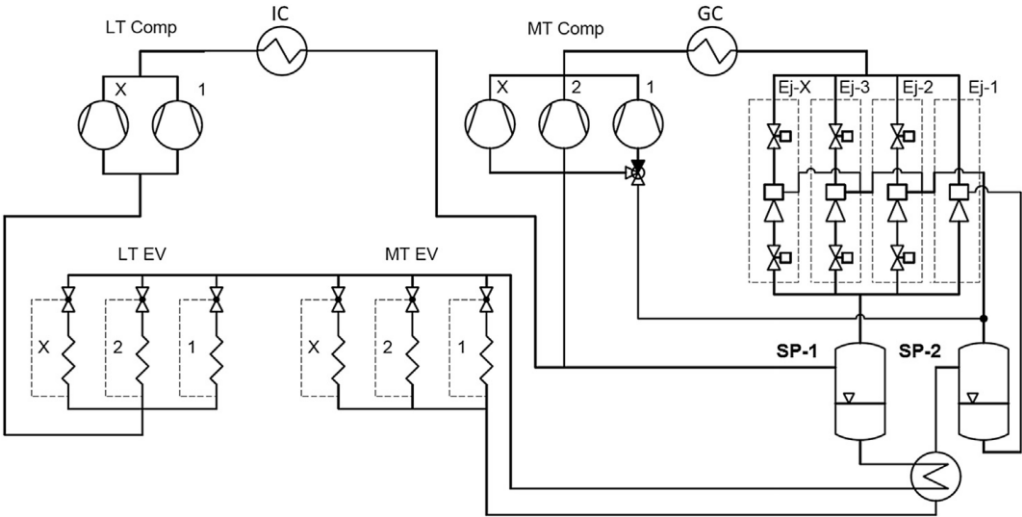 IC
GC
LT Comp
MT Comp
X
1
X
2
1
Ej-X
Ej-3
Ej-2
Ej-1
LT EV
MT EV
X
2
1
X
2
1
SP-1
SP-2